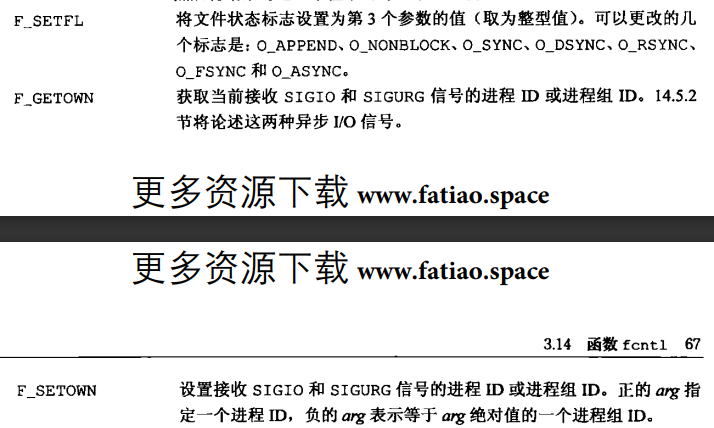 F_SETFL 将文件状态标志设置为第 3 个参数的值（取为整型值）。可以更改的几
个标志是：O_APPEND、O_NONBLOCK、O_SYNC、O_DSYNC、O_RSYNC、
O_FSYNC 和 O_ASYNC。
F_GETOWN 获取当前接收 SIGIO 和 SIGURG 信号的进程 ID 或进程组 ID。14.5.2
节将论述这两种异步 I/O 信号。
更多资源下载 www.fatiao.space
更多资源下载 www.fatiao.space
3.14 函数 fcntl 67
F_SETOWN 设置接收 SIGIO 和 SIGURG 信号的进程 ID 或进程组 ID。正的 arg 指
定一个进程 ID，负的 arg 表示等于 arg 绝对值的一个进程组 ID。